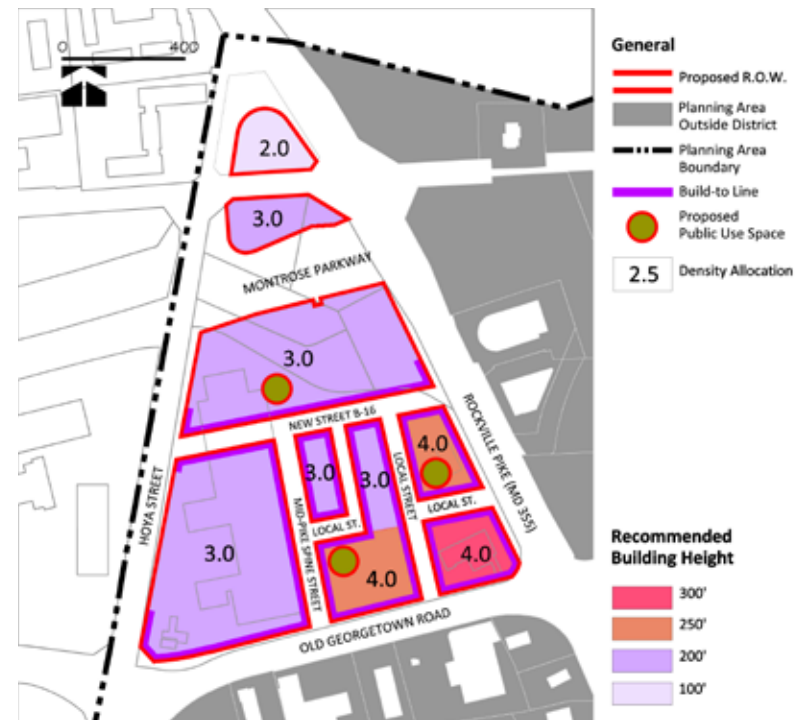 0 400
2.0
3.0
MONTROSE PARKWAY
3.0
NEW STREET B-16
ROCKVILLE PIKE (MD 355)
HOYA STREET
3.0
MID-PIKE SPINE STREET
3.0
LOCAL ST.
3.0
4.0
LOCAL STREET
4.0
LOCAL ST.
4.0
OLD GEORGETOWN ROAD
General
Proposed R.O.W.
Planning Area
Outside District
Planning Area
Boundary
Build-to Line
Proposed
Public Use Space
2.5 Density Allocation
Recommended
Building Height
300'
250'
200'
100'